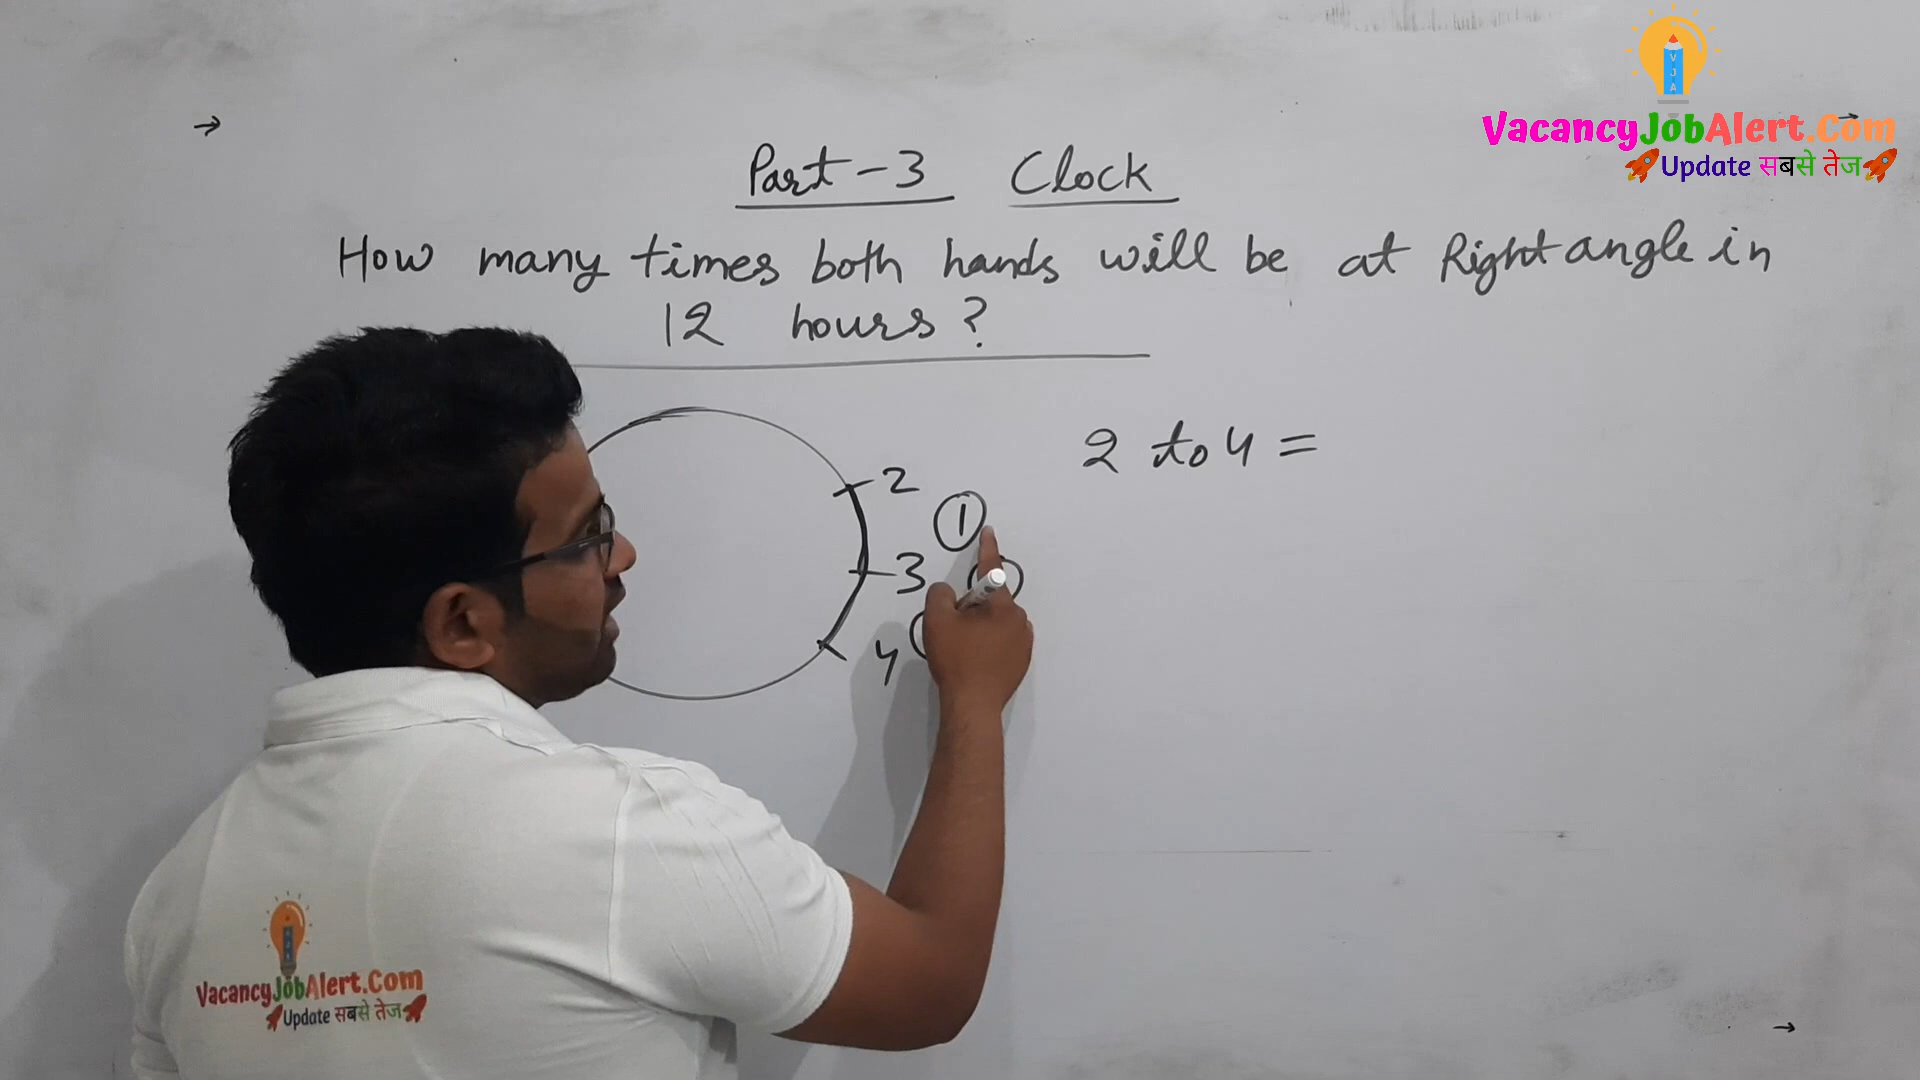 VJA
VacancyJobAlert.Com
Update सबसे तेज
Part-3 Clock
How many times both hands will be at Right angle in
12 hours?
2 to 4 =
2
1
3
4
VacancyJobAlert.Com
Update सबसे तेज